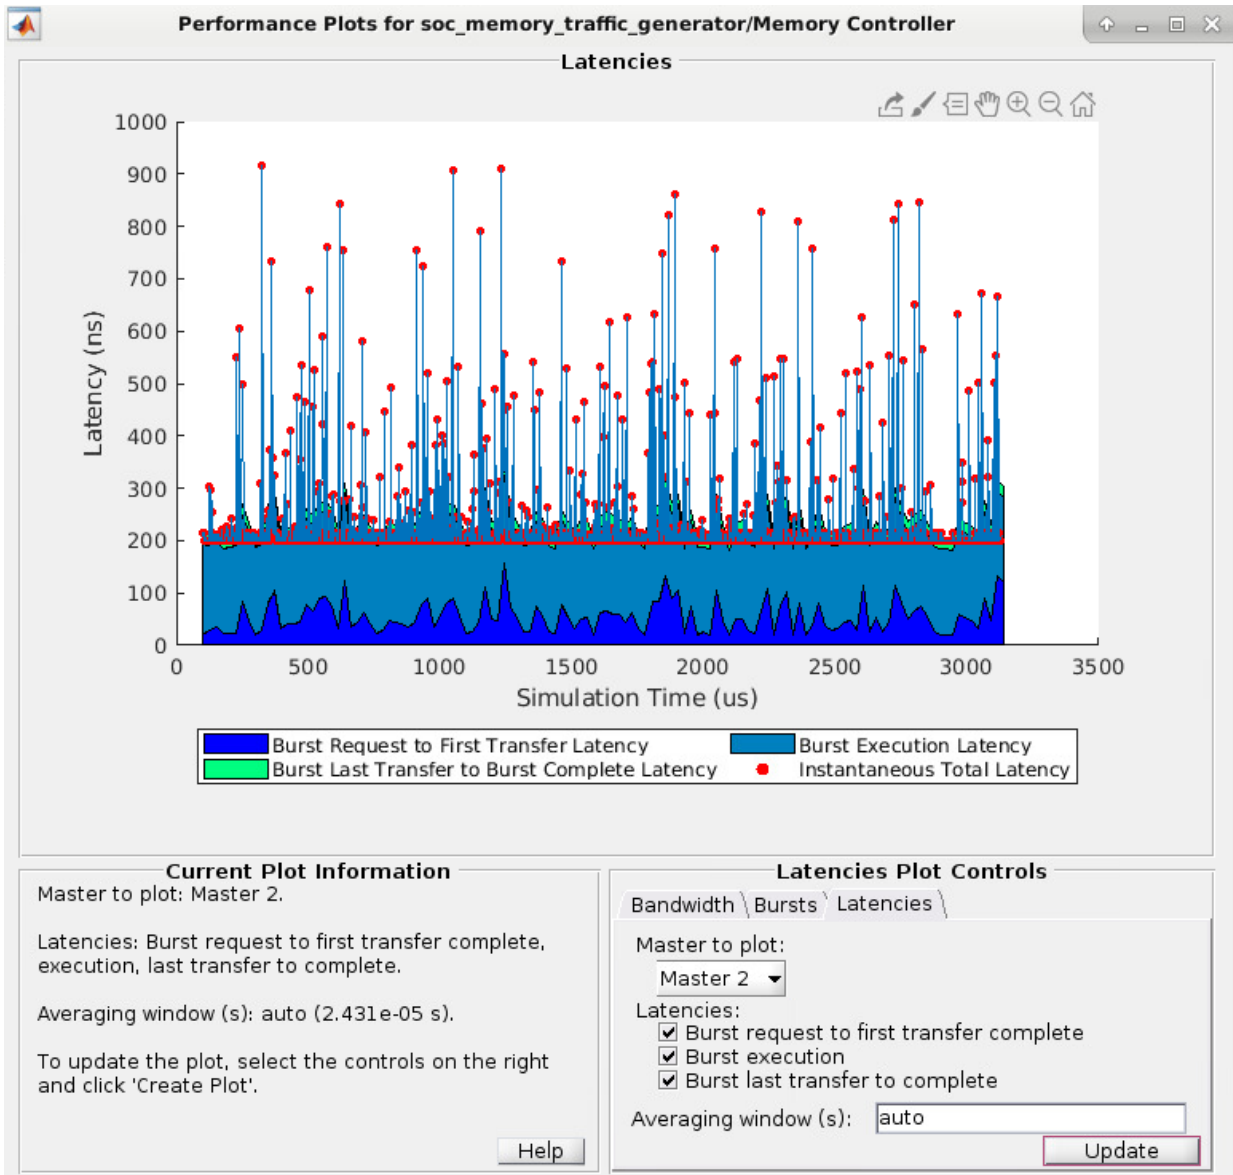 Performance Plots for soc_memory_traffic_generator/Memory Controller
Latencies
1000
900
800
700
600
500
400
300
200
100
0
Latency (ns)
0 500 1000 1500 2000 2500 3000 3500
Simulation Time (us)
Burst Request to First Transfer Latency
Burst Execution Latency
Burst Last Transfer to Burst Complete Latency
Instantaneous Total Latency
Current Plot Information
Master to plot: Master 2.
Latencies: Burst request to first transfer complete,
execution, last transfer to complete.
Averaging window (s): auto (2.431e-05 s).
To update the plot, select the controls on the right
and click 'Create Plot'.
Help
Latencies Plot Controls
Bandwidth Bursts Latencies
Master to plot:
Master 2
Latencies:
Burst request to first transfer complete
Burst execution
Burst last transfer to complete
Averaging window (s): auto
Update